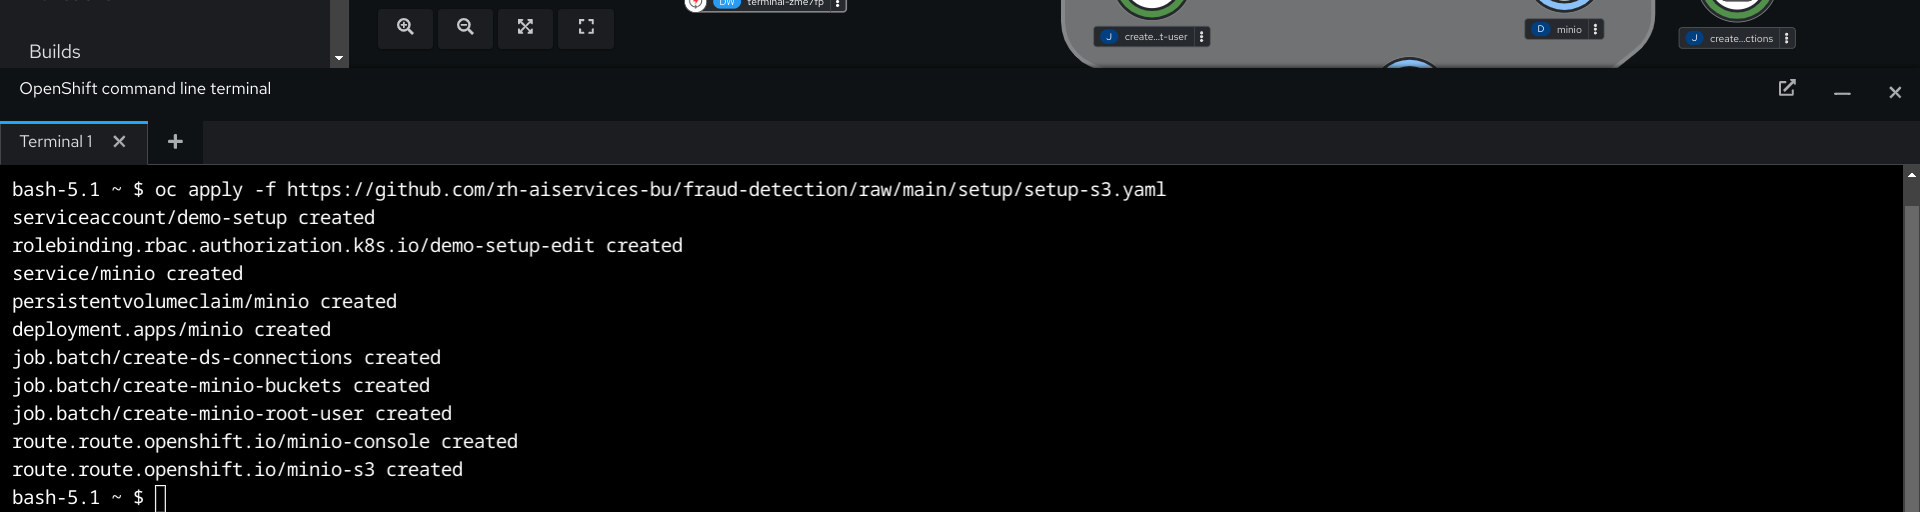 DW terminal-zme7fp
J create...t-user
D minio
J create...ctions
Builds
OpenShift command line terminal
Terminal 1
bash-5.1 ~ $ oc apply -f https://github.com/rh-aiservices-bu/fraud-detection/raw/main/setup/setup-s3.yaml
serviceaccount/demo-setup created
rolebinding.rbac.authorization.k8s.io/demo-setup-edit created
service/minio created
persistentvolumeclaim/minio created
deployment.apps/minio created
job.batch/create-ds-connections created
job.batch/create-minio-buckets created
job.batch/create-minio-root-user created
route.route.openshift.io/minio-console created
route.route.openshift.io/minio-s3 created
bash-5.1 ~ $